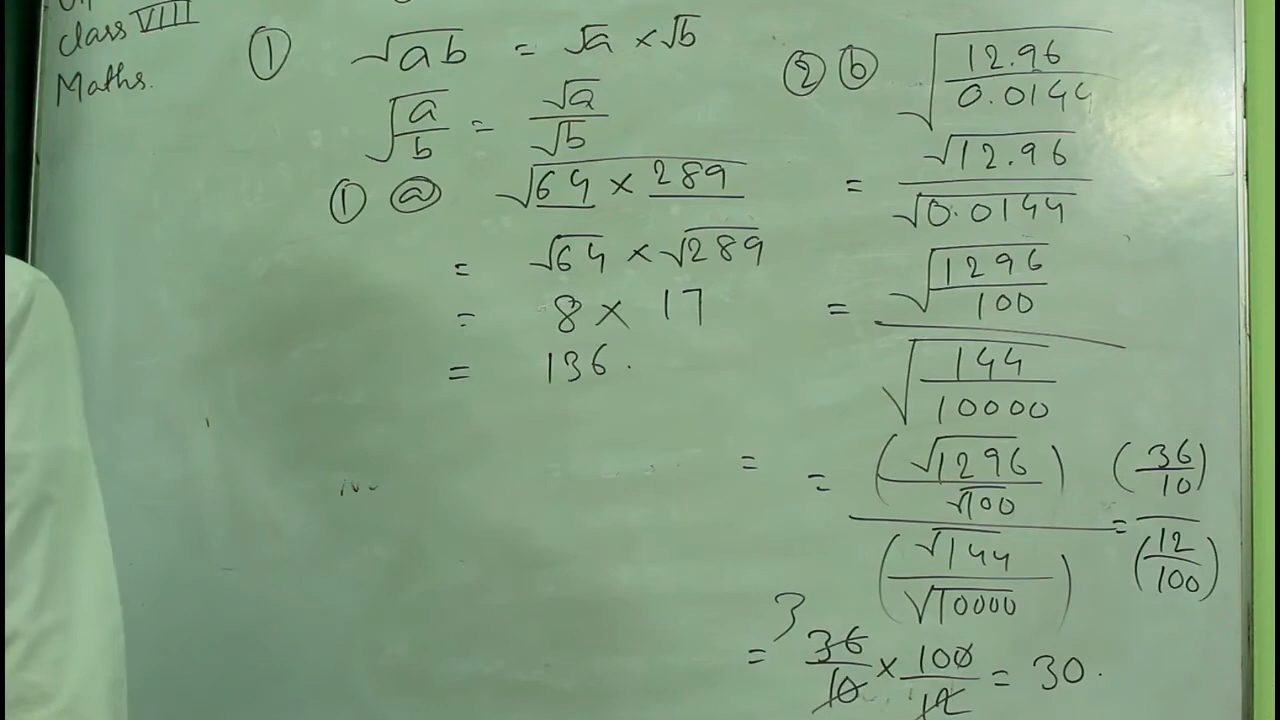 class VIII
Maths.
① √ab = √a × √b
√(a/b) = √a/√b
① ⓐ √(64 × 289)
= √64 × √289
= 8 × 17
= 136.
② ⓑ √(12.96/0.0144)
= √12.96/√0.0144
= √(1296/100)/√(144/10000)
= = (√1296/√100)/(√144/√10000) = (36/10)/(12/100)
= 3 36/10 × 100/12 = 30.